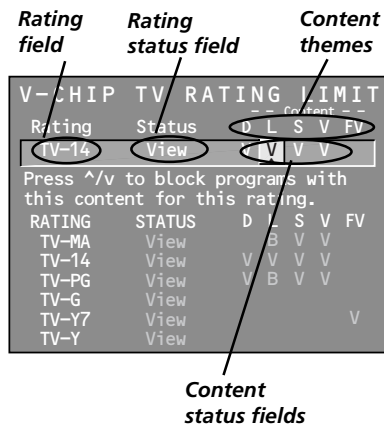 Rating field
Rating status field
Content themes
V-CHIP TV RATING LIMIT
- - Content - -
Rating Status D L S V FV
TV-14 View V V V V
Press ^/v to block programs with
this content for this rating.
RATING STATUS D L S V FV
TV-MA View B V V
TV-14 View V V V V
TV-PG View V B V V
TV-G View
TV-Y7 View V
TV-Y View
Content
status fields